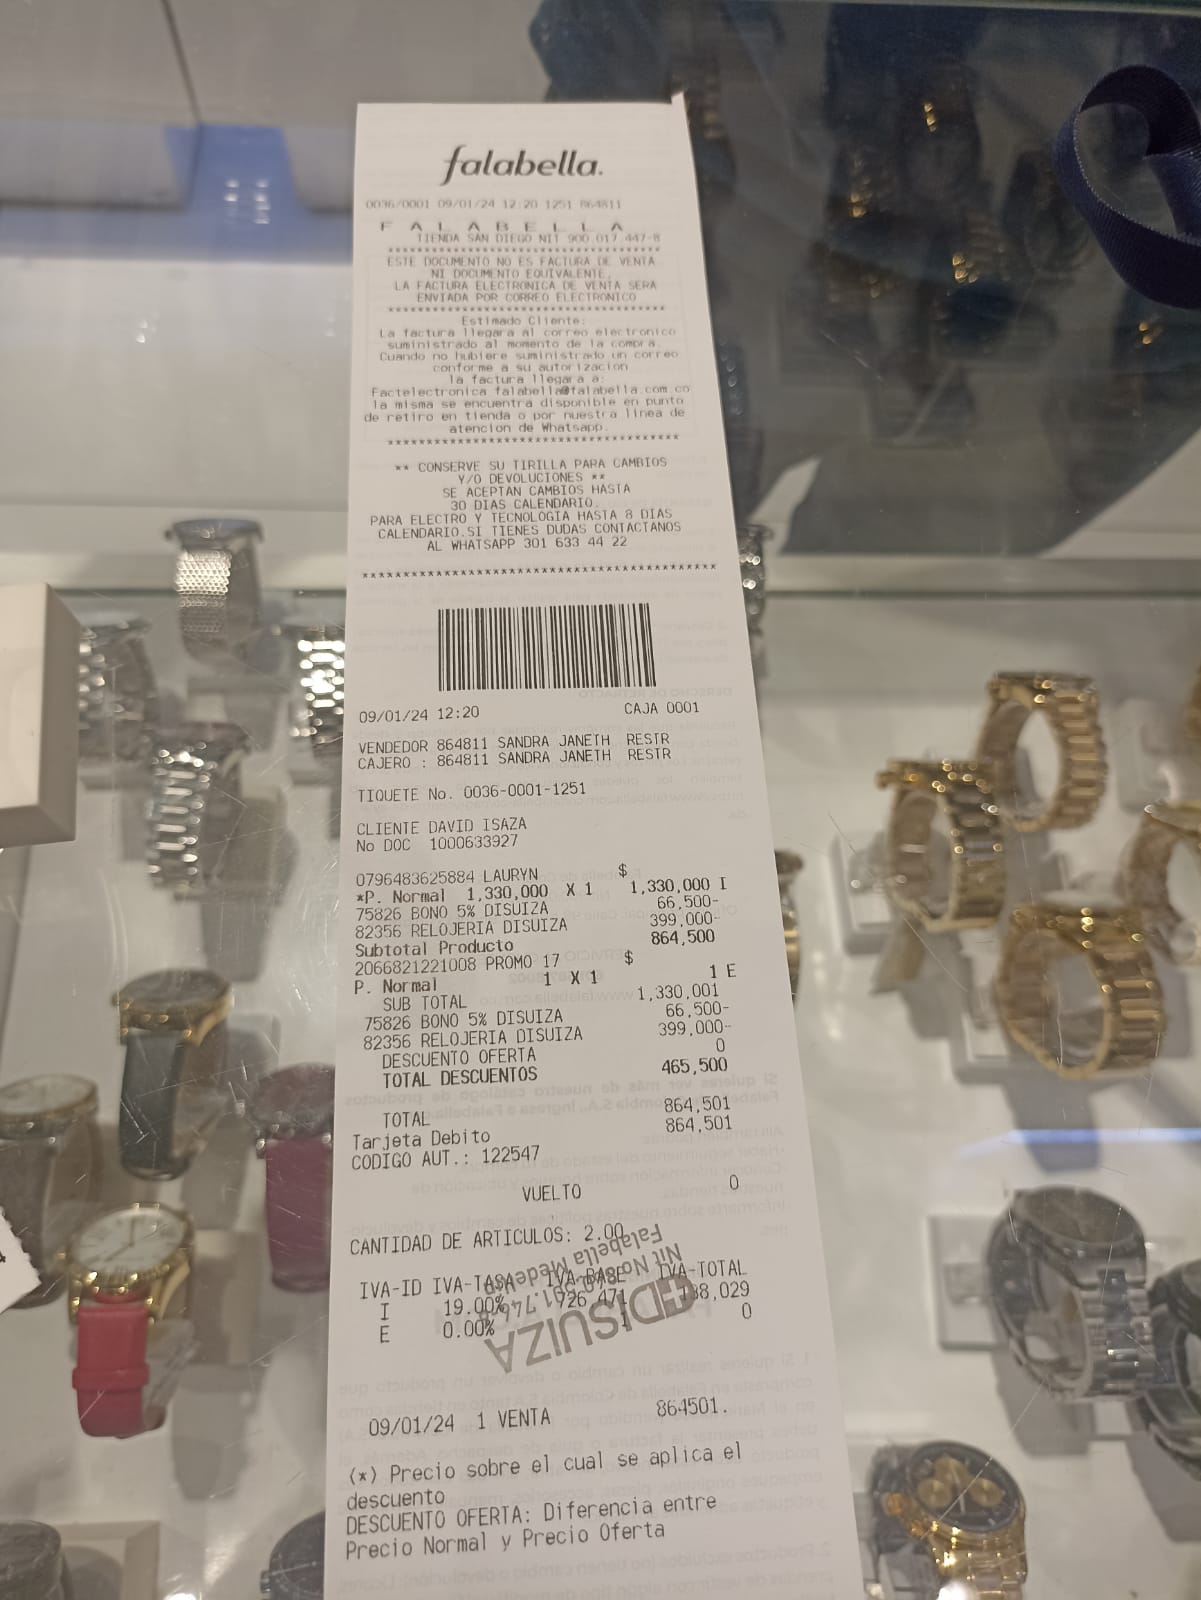 falabella.
0036/0001 09/01/24 12:20 1251 864811
F A L A B E L L A
TIENDA SAN DIEGO NIT 900.017.447-8
****************************************
ESTE DOCUMENTO NO ES FACTURA DE VENTA
NI DOCUMENTO EQUIVALENTE.
LA FACTURA ELECTRONICA DE VENTA SERA
ENVIADA POR CORREO ELECTRONICO
****************************************
Estimado Cliente:
La factura llegara al correo electronico
suministrado al momento de la compra.
Cuando no hubiere suministrado un correo
conforme a su autorizacion
la factura llegara a:
Factelectronica falabella@falabella.com.co
la misma se encuentra disponible en punto
de retiro en tienda o por nuestra linea de
atencion de Whatsapp.
****************************************
** CONSERVE SU TIRILLA PARA CAMBIOS
Y/O DEVOLUCIONES **
SE ACEPTAN CAMBIOS HASTA
30 DIAS CALENDARIO.
PARA ELECTRO Y TECNOLOGIA HASTA 8 DIAS
CALENDARIO.SI TIENES DUDAS CONTACTANOS
AL WHATSAPP 301 633 44 22
******************************************
09/01/24 12:20 CAJA 0001
VENDEDOR 864811 SANDRA JANETH RESTR
CAJERO : 864811 SANDRA JANETH RESTR
TIQUETE No. 0036-0001-1251
CLIENTE DAVID ISAZA
No DOC 1000633927
0796483625884 LAURYN $
*P. Normal 1,330,000 X 1 1,330,000 I
75826 BONO 5% DISUIZA 66,500-
82356 RELOJERIA DISUIZA 399,000-
Subtotal Producto 864,500
2066821221008 PROMO 17 $
P. Normal 1 X 1 1 E
SUB TOTAL 1,330,001
75826 BONO 5% DISUIZA 66,500-
82356 RELOJERIA DISUIZA 399,000-
DESCUENTO OFERTA 0
TOTAL DESCUENTOS 465,500
TOTAL 864,501
Tarjeta Debito 864,501
CODIGO AUT.: 122547
VUELTO 0
CANTIDAD DE ARTICULOS: 2.00
IVA-ID IVA-TASA IVA-BASE IVA-TOTAL
I 19.00% 726,471 138,029
E 0.00% 1 0
DISUIZA
Falabella
09/01/24 1 VENTA 864501.
(*) Precio sobre el cual se aplica el
descuento
DESCUENTO OFERTA: Diferencia entre
Precio Normal y Precio Oferta